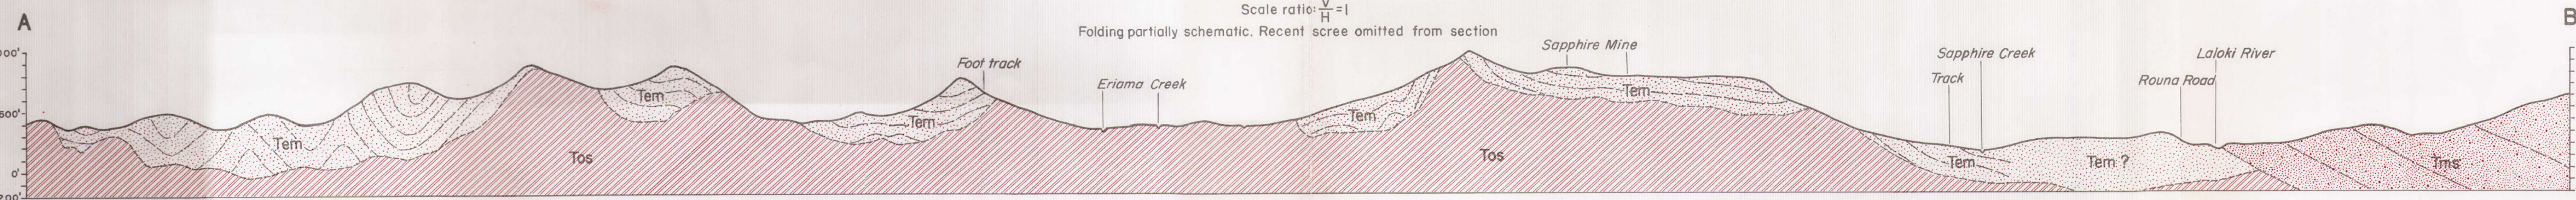 A
B
Scale ratio: V/H = 1
Folding partially schematic. Recent scree omitted from section
Sapphire Mine
Sapphire Creek
Laloki River
Foot track
Track
Rouna Road
Eriama Creek
500'
0'
Tem
Tem
Tem
Tem
Tem
Tem
Tem ?
Tos
Tos
Tms